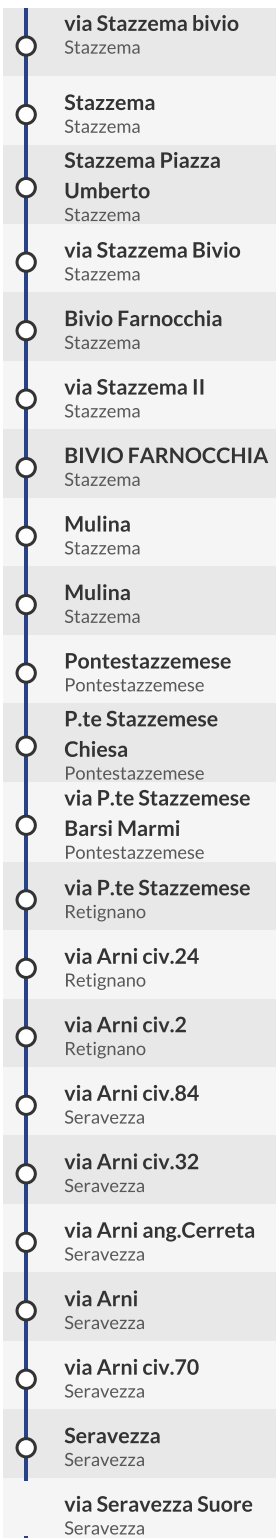 via Stazzema bivio
Stazzema
Stazzema
Stazzema
Stazzema Piazza
Umberto
Stazzema
via Stazzema Bivio
Stazzema
Bivio Farnocchia
Stazzema
via Stazzema II
Stazzema
BIVIO FARNOCCHIA
Stazzema
Mulina
Stazzema
Mulina
Stazzema
Pontestazzemese
Pontestazzemese
P.te Stazzemese
Chiesa
Pontestazzemese
via P.te Stazzemese
Barsi Marmi
Pontestazzemese
via P.te Stazzemese
Retignano
via Arni civ.24
Retignano
via Arni civ.2
Retignano
via Arni civ.84
Seravezza
via Arni civ.32
Seravezza
via Arni ang.Cerreta
Seravezza
via Arni
Seravezza
via Arni civ.70
Seravezza
Seravezza
Seravezza
via Seravezza Suore
Seravezza